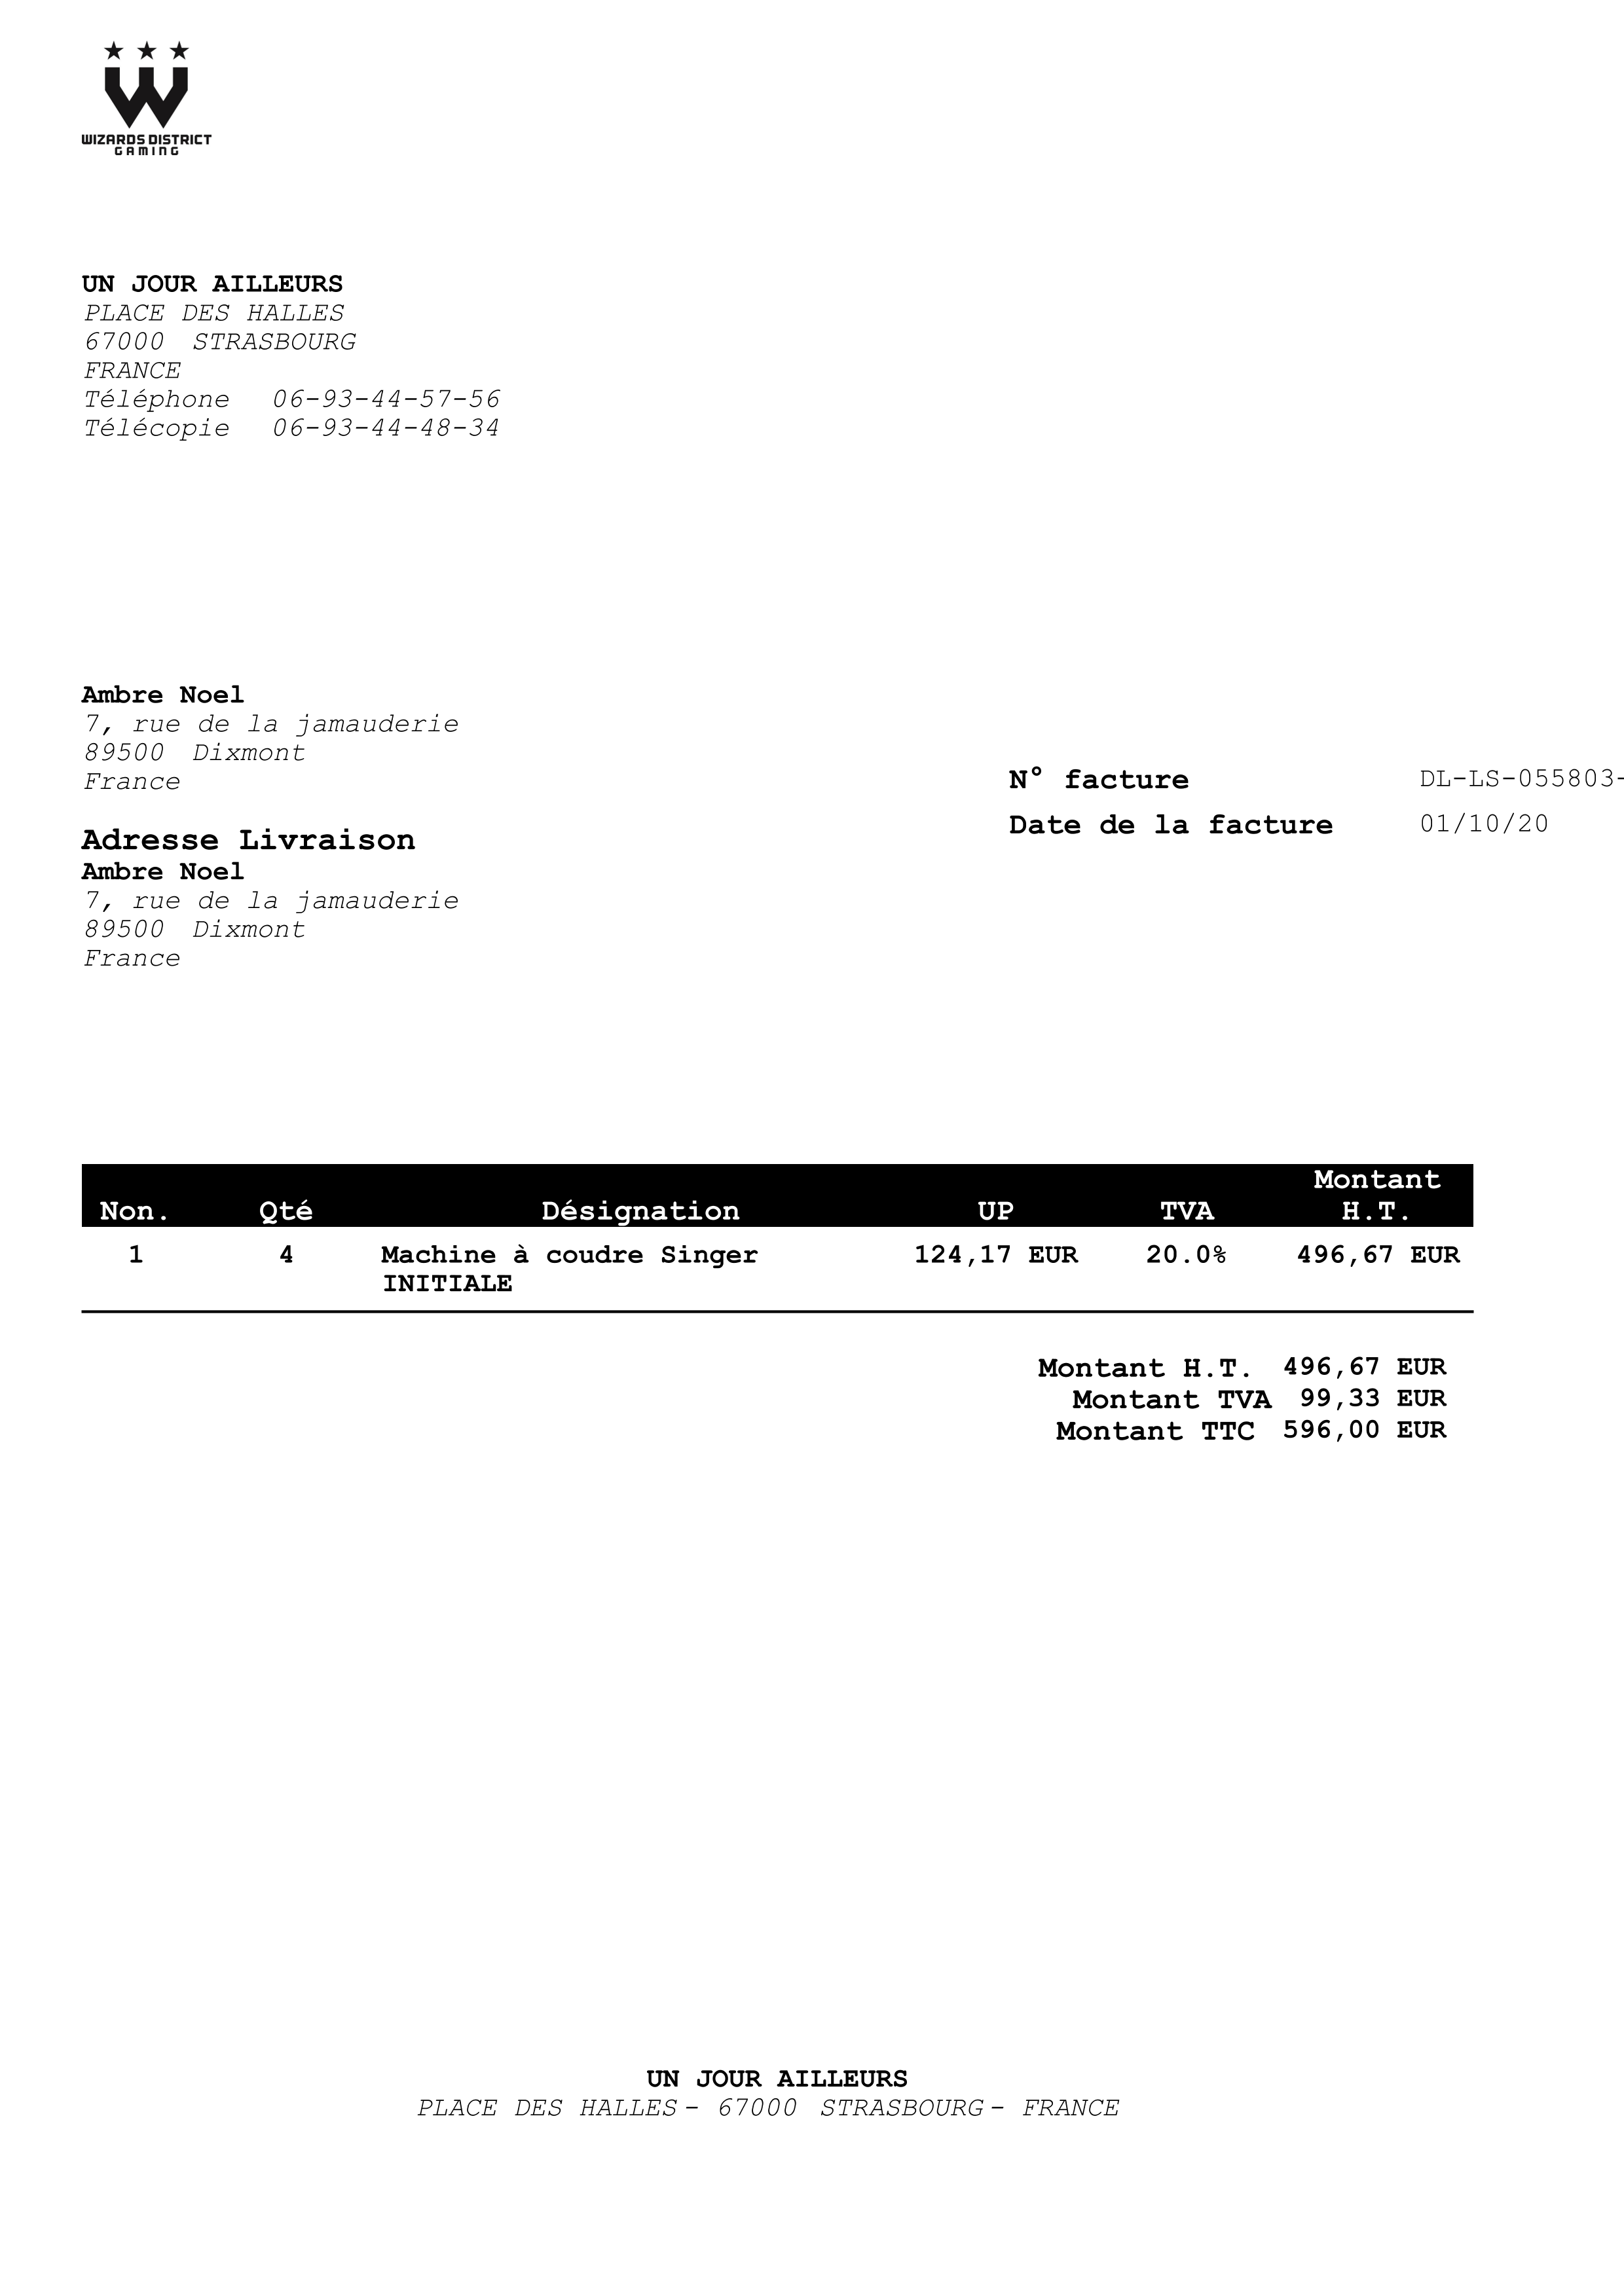 WIZARDS DISTRICT
GAMING
UN JOUR AILLEURS
PLACE DES HALLES
67000 STRASBOURG
FRANCE
Téléphone 06-93-44-57-56
Télécopie 06-93-44-48-34
Ambre Noel
7, rue de la jamauderie
89500 Dixmont
France
N° facture DL-LS-055803-
Date de la facture 01/10/20
Adresse Livraison
Ambre Noel
7, rue de la jamauderie
89500 Dixmont
France
Non. Qté Désignation UP TVA Montant H.T.
1 4 Machine à coudre Singer 124,17 EUR 20.0% 496,67 EUR
INITIALE
Montant H.T. 496,67 EUR
Montant TVA 99,33 EUR
Montant TTC 596,00 EUR
UN JOUR AILLEURS
PLACE DES HALLES - 67000 STRASBOURG - FRANCE